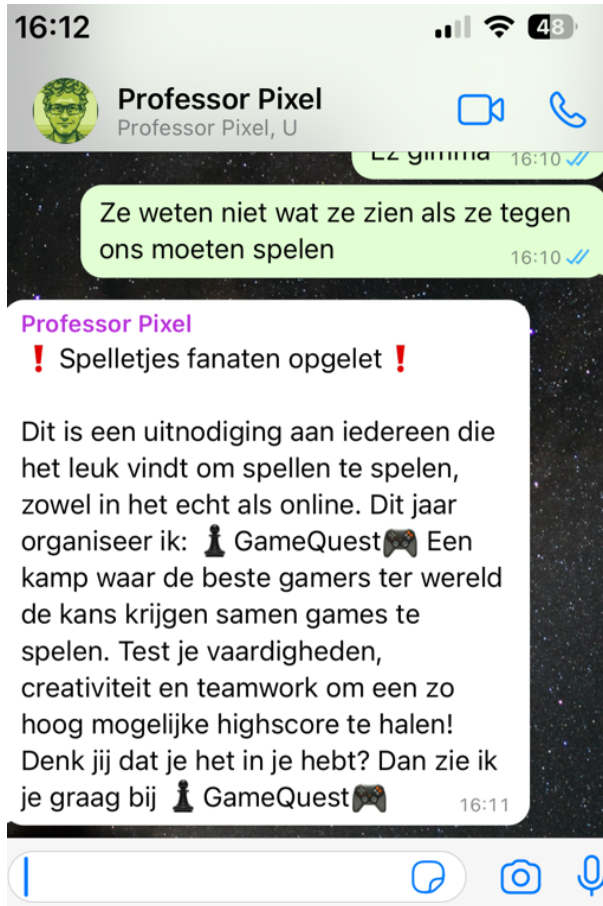 16:12
48
Professor Pixel
Professor Pixel, U
Ez gimma 16:10
Ze weten niet wat ze zien als ze tegen
ons moeten spelen
16:10
Professor Pixel
❗ Spelletjes fanaten opgelet ❗
Dit is een uitnodiging aan iedereen die
het leuk vindt om spellen te spelen,
zowel in het echt als online. Dit jaar
organiseer ik: ♟️ GameQuest🎮 Een
kamp waar de beste gamers ter wereld
de kans krijgen samen games te
spelen. Test je vaardigheden,
creativiteit en teamwork om een zo
hoog mogelijke highscore te halen!
Denk jij dat je het in je hebt? Dan zie ik
je graag bij ♟️ GameQuest🎮
16:11